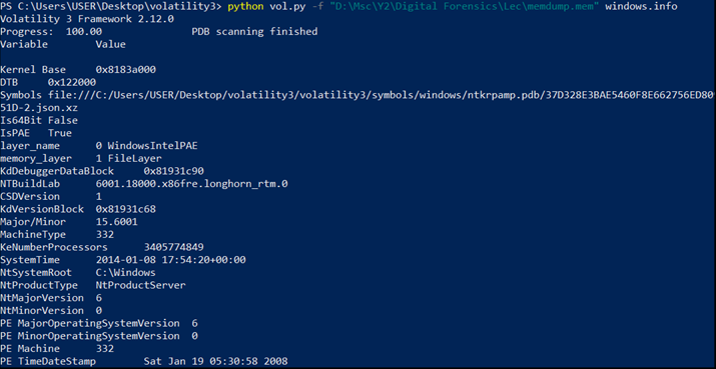 PS C:\Users\USER\Desktop\volatility3> python vol.py -f "D:\Msc\Y2\Digital Forensics\Lec\memdump.mem" windows.info
Volatility 3 Framework 2.12.0
Progress:  100.00               PDB scanning finished
Variable        Value
Kernel Base     0x8183a000
DTB     0x122000
Symbols file:///C:/Users/USER/Desktop/volatility3/volatility3/symbols/windows/ntkrpamp.pdb/37D328E3BAE5460F8E662756ED80
51D-2.json.xz
Is64Bit False
IsPAE   True
layer_name      0 WindowsIntelPAE
memory_layer    1 FileLayer
KdDebuggerDataBlock     0x81931c90
NTBuildLab      6001.18000.x86fre.longhorn_rtm.0
CSDVersion      1
KdVersionBlock  0x81931c68
Major/Minor     15.6001
MachineType     332
KeNumberProcessors      3405774849
SystemTime      2014-01-08 17:54:20+00:00
NtSystemRoot    C:\Windows
NtProductType   NtProductServer
NtMajorVersion  6
NtMinorVersion  0
PE MajorOperatingSystemVersion  6
PE MinorOperatingSystemVersion  0
PE Machine      332
PE TimeDateStamp        Sat Jan 19 05:30:58 2008